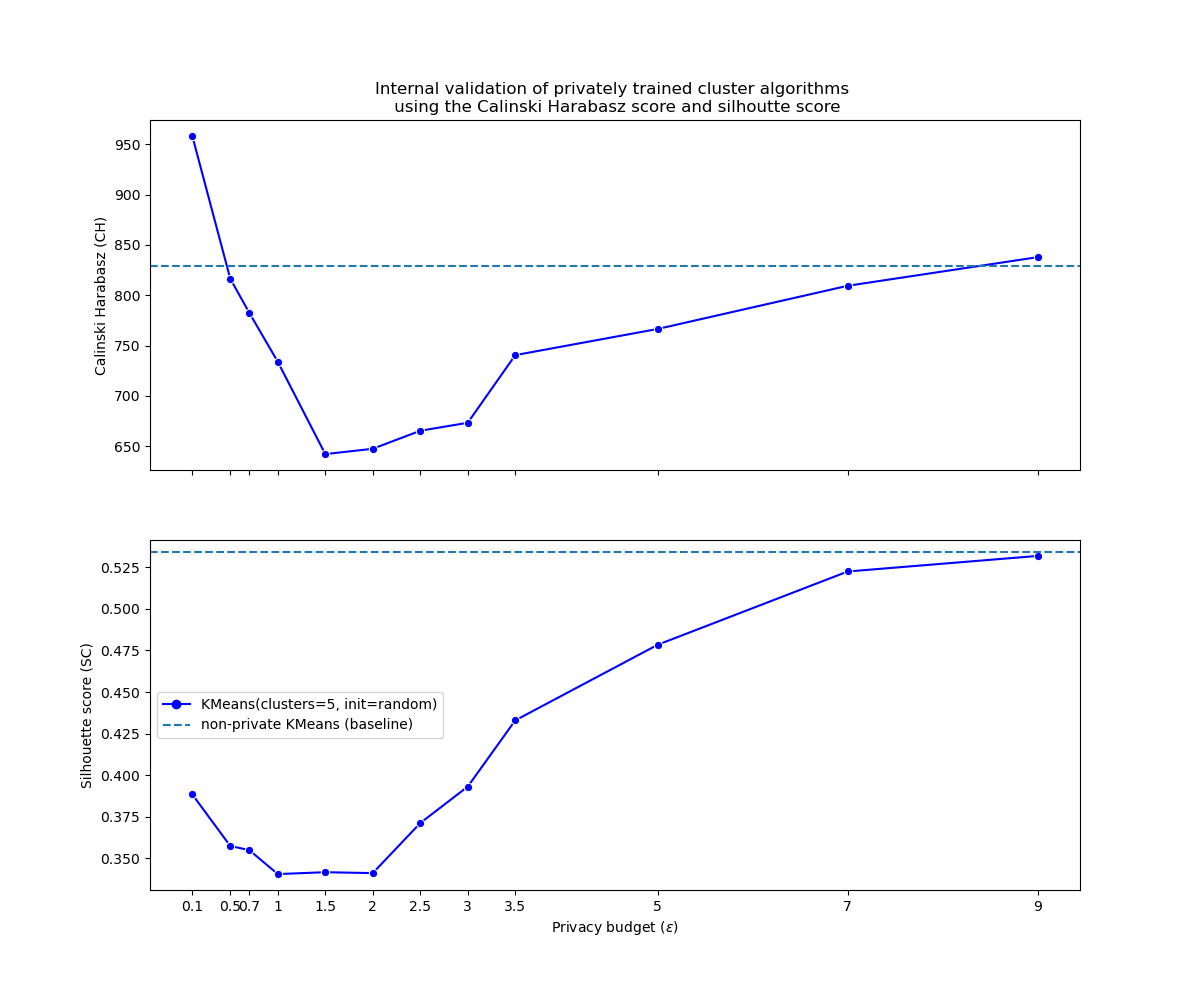 Internal validation of privately trained cluster algorithms
using the Calinski Harabasz score and silhoutte score
950
900
850
800
750
700
650
Calinski Harabasz (CH)
0.525
0.500
0.475
0.450
0.425
0.400
0.375
0.350
Silhouette score (SC)
KMeans(clusters=5, init=random)
non-private KMeans (baseline)
0.1 0.5 0.7 1 1.5 2 2.5 3 3.5 5 7 9
Privacy budget (ε)